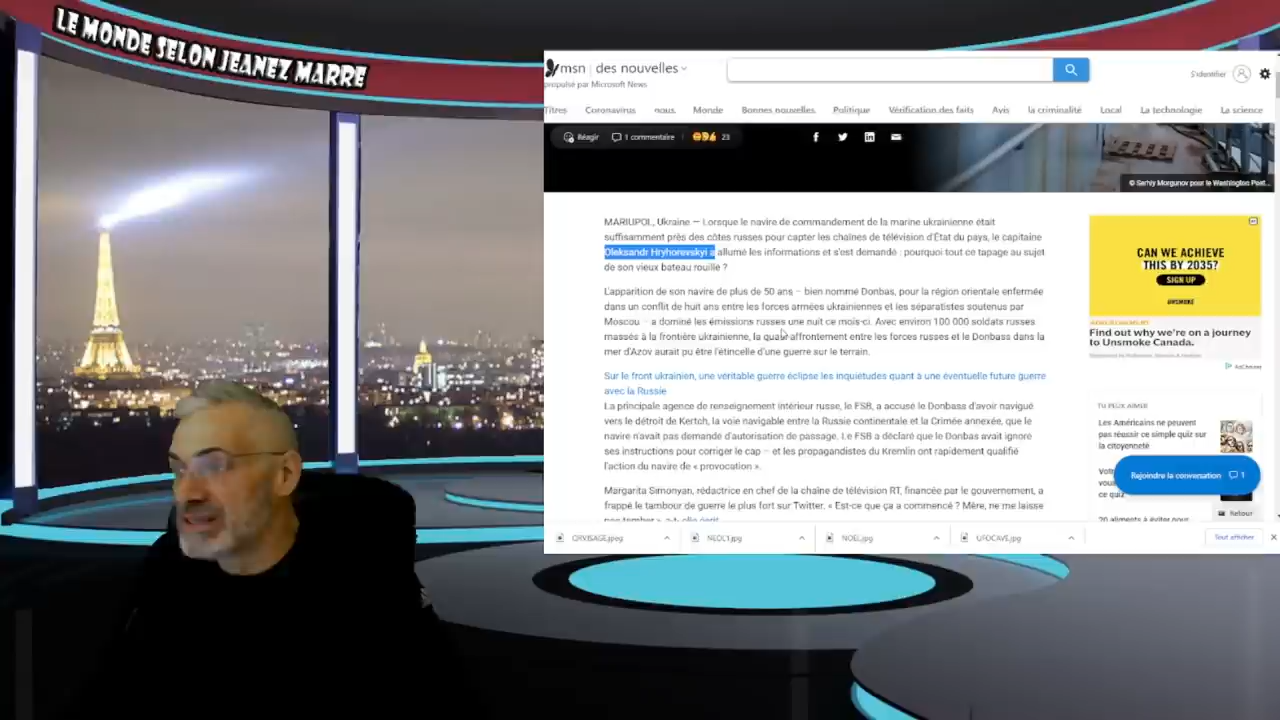 LE MONDE SELON JEANEZ MARRE
msn | des nouvelles
propulsé par Microsoft News
S'identifier
Titres Coronavirus nous. Monde Bonnes nouvelles. Politique Vérification des faits Avis la criminalité Local La technologie La science
Réagir 1 commentaire 23
© Serhiy Morgunov pour le Washington Post...
MARIUPOL, Ukraine — Lorsque le navire de commandement de la marine ukrainienne était
suffisamment près des côtes russes pour capter les chaînes de télévision d'État du pays, le capitaine
Oleksandr Hryhorevskyi a allumé les informations et s'est demandé : pourquoi tout ce tapage au sujet
de son vieux bateau rouillé ?
L'apparition de son navire de plus de 50 ans – bien nommé Donbas, pour la région orientale enfermée
dans un conflit de huit ans entre les forces armées ukrainiennes et les séparatistes soutenus par
Moscou – a dominé les émissions russes une nuit ce mois-ci. Avec environ 100 000 soldats russes
massés à la frontière ukrainienne, la quasi-affrontement entre les forces russes et le Donbass dans la
mer d'Azov aurait pu être l'étincelle d'une guerre sur le terrain.
Sur le front ukrainien, une véritable guerre éclipse les inquiétudes quant à une éventuelle future guerre
avec la Russie
La principale agence de renseignement intérieur russe, le FSB, a accusé le Donbass d'avoir navigué
vers le détroit de Kertch, la voie navigable entre la Russie continentale et la Crimée annexée, que le
navire n'avait pas demandé d'autorisation de passage. Le FSB a déclaré que le Donbas avait ignoré
ses instructions pour corriger le cap – et les propagandistes du Kremlin ont rapidement qualifié
l'action du navire de « provocation ».
Margarita Simonyan, rédactrice en chef de la chaîne de télévision RT, financée par le gouvernement, a
frappé le tambour de guerre le plus fort sur Twitter. « Est-ce que ça a commencé ? Mère, ne me laisse
pas tomber », a-t-elle écrit
CAN WE ACHIEVE
THIS BY 2035?
SIGN UP
UNSMOKE
Find out why we're on a journey
to Unsmoke Canada.
AdChoices
TU PEUX AIMER
Les Américains ne peuvent
pas réussir ce simple quiz sur
la citoyenneté
ce quiz
20 aliments à éviter pour
Rejoindre la conversation 1
Retour
QRVISAGE.jpeg NEOL1.jpg NOEL.jpg UFOCAVE.jpg Tout afficher